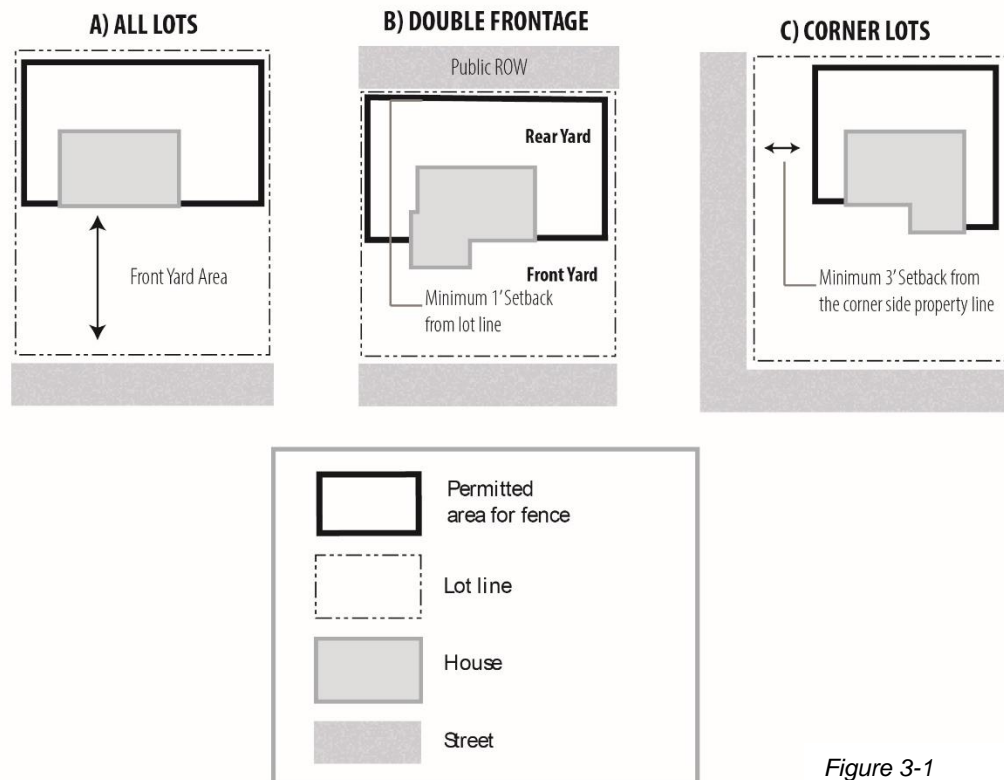 A) ALL LOTS
Front Yard Area
B) DOUBLE FRONTAGE
Public ROW
Rear Yard
Front Yard
Minimum 1' Setback
from lot line
C) CORNER LOTS
Minimum 3' Setback from
the corner side property line
Permitted
area for fence
Lot line
House
Street
Figure 3-1